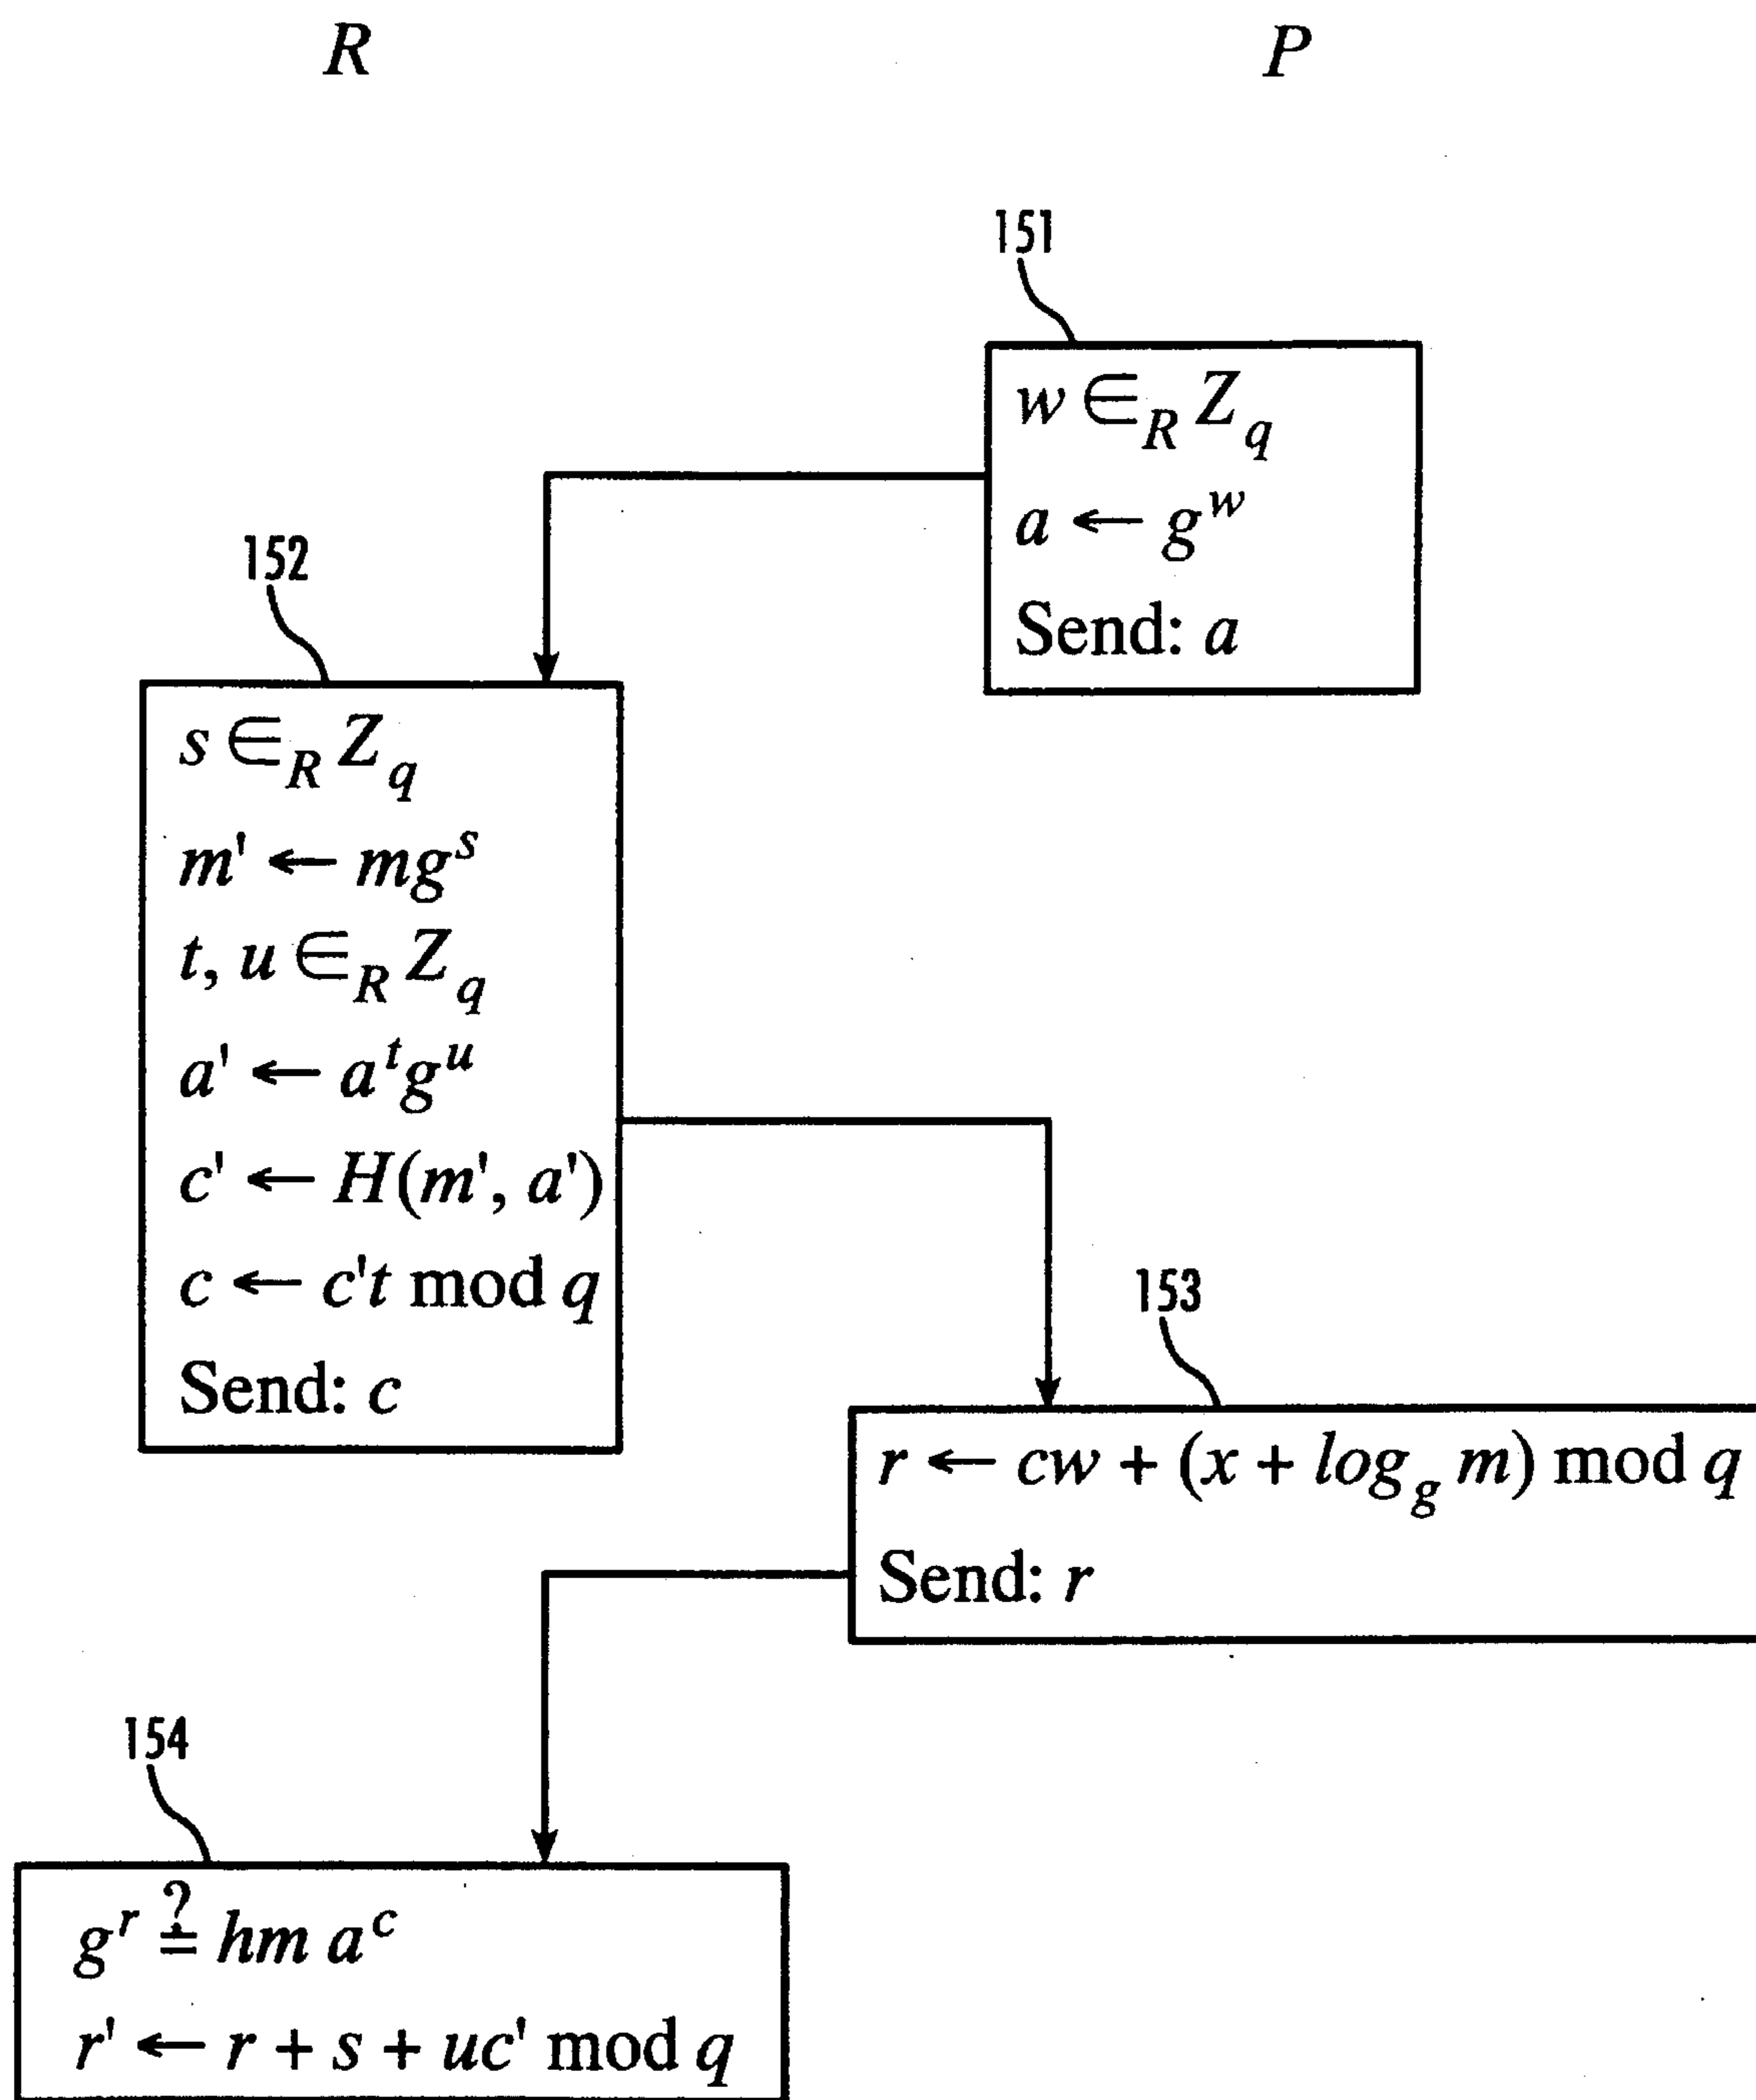 R P
151
w ∈_R Z_q
a ← g^w
Send: a
152
s ∈_R Z_q
m' ← mg^s
t, u ∈_R Z_q
a' ← a^t g^u
c' ← H(m', a')
c ← c't mod q
Send: c
153
r ← cw + (x + log_g m) mod q
Send: r
154
g^r ≟ hm a^c
r' ← r + s + uc' mod q